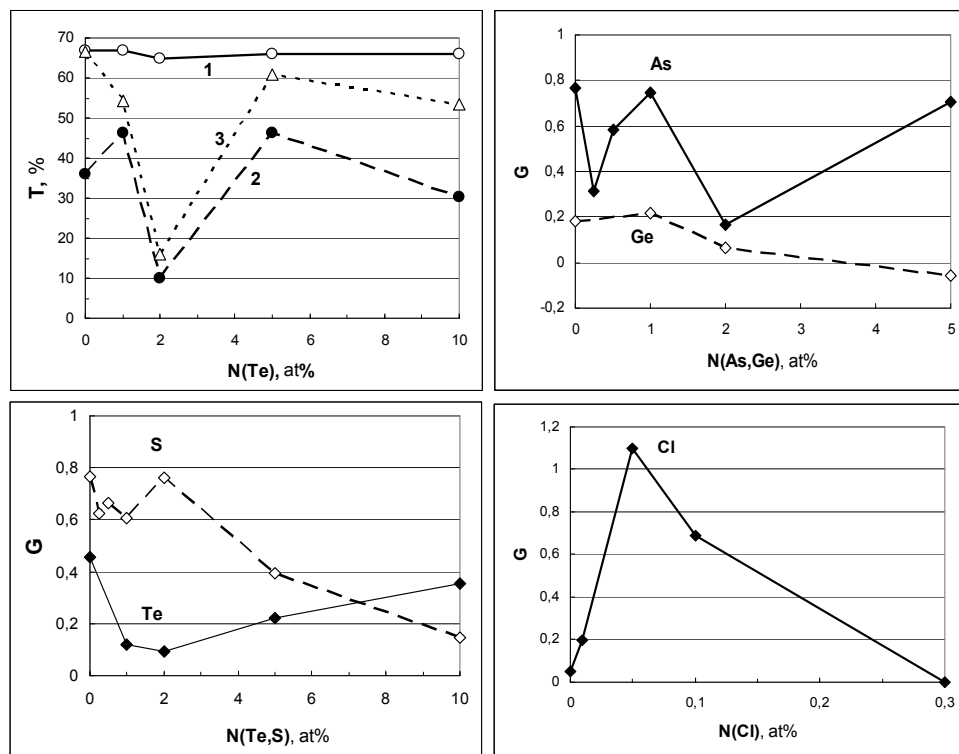 70
60
50
40
30
20
10
0
T, %
1
3
2
0 2 4 6 8 10
N(Te), at%
1
0,8
0,6
0,4
0,2
0
-0,2
G
As
Ge
0 1 2 3 4 5
N(As,Ge), at%
1
0,8
0,6
0,4
0,2
0
G
S
Te
0 2 4 6 8 10
N(Te,S), at%
1,2
1
0,8
0,6
0,4
0,2
0
G
Cl
0 0,1 0,2 0,3
N(Cl), at%